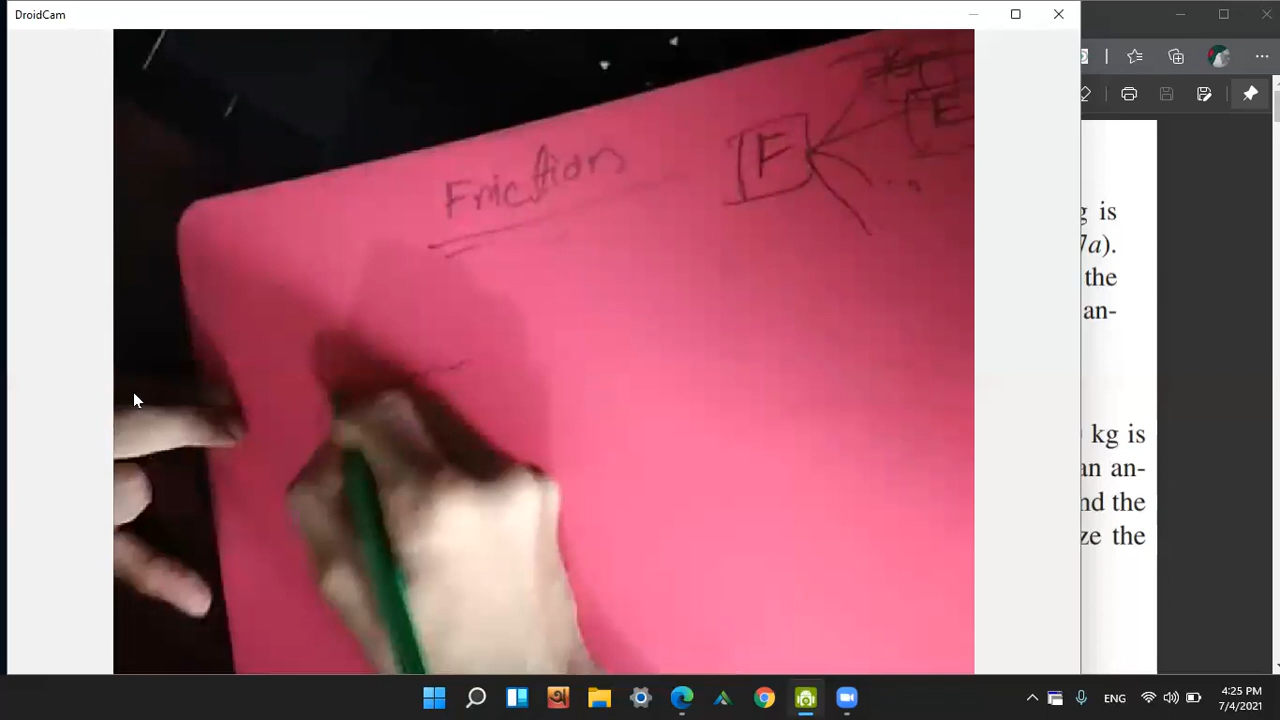 DroidCam
Friction
F
E
...
g is
7a).
the
an-
kg is
an an-
nd the
ze the
অ
ENG
4:25 PM
7/4/2021